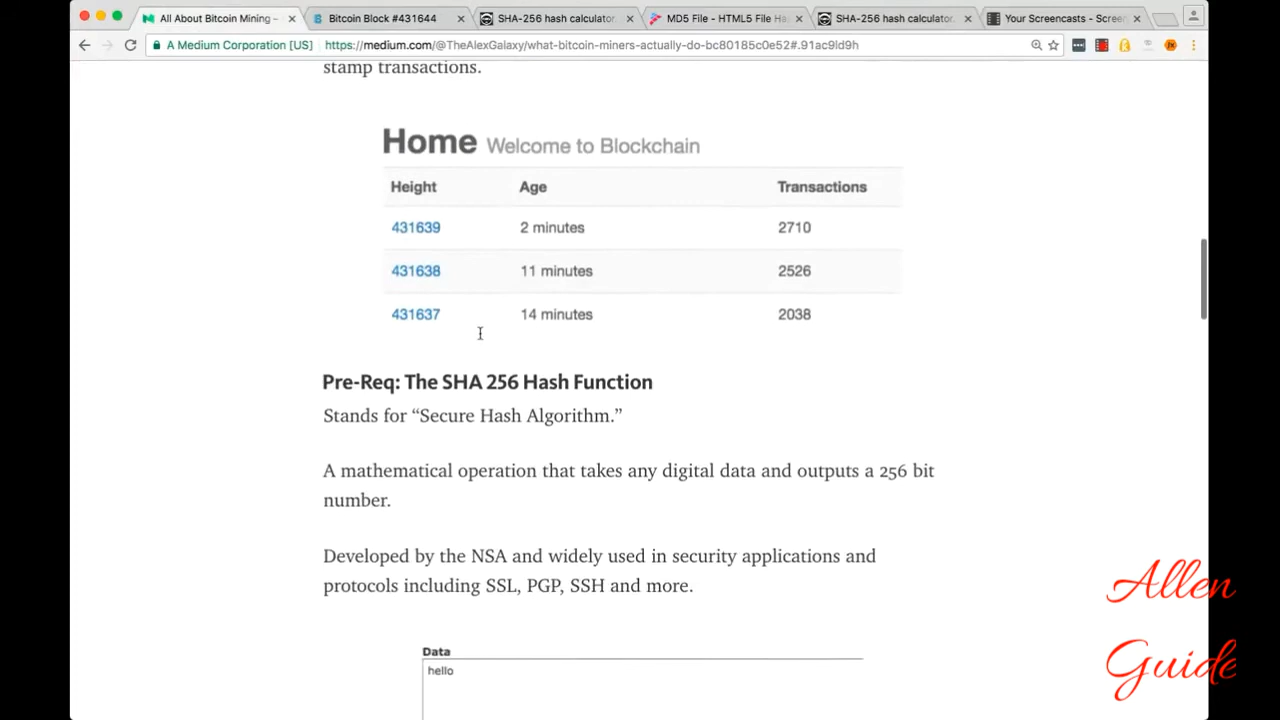 All About Bitcoin Mining –
Bitcoin Block #431644
SHA-256 hash calculator.
MD5 File - HTML5 File Ha
SHA-256 hash calculator.
Your Screencasts - Screen
A Medium Corporation [US]
https://medium.com/@TheAlexGalaxy/what-bitcoin-miners-actually-do-bc80185c0e52#.91ac9ld9h
stamp transactions.
Home Welcome to Blockchain
Height Age Transactions
431639 2 minutes 2710
431638 11 minutes 2526
431637 14 minutes 2038
Pre-Req: The SHA 256 Hash Function
Stands for “Secure Hash Algorithm.”
A mathematical operation that takes any digital data and outputs a 256 bit
number.
Developed by the NSA and widely used in security applications and
protocols including SSL, PGP, SSH and more.
Data
hello
Allen
Guide